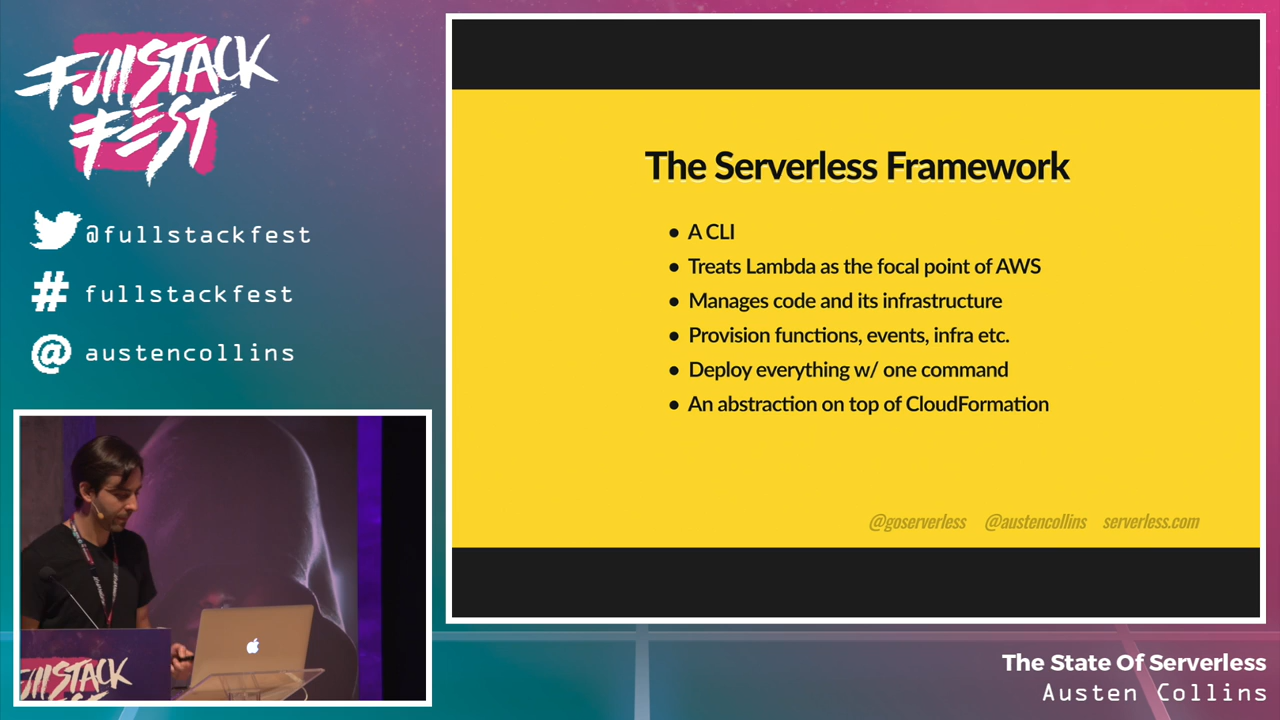 FullSTACK
FEST
@fullstackfest
# fullstackfest
@ austencollins
The Serverless Framework
• A CLI
• Treats Lambda as the focal point of AWS
• Manages code and its infrastructure
• Provision functions, events, infra etc.
• Deploy everything w/ one command
• An abstraction on top of CloudFormation
@goserverless @austencollins serverless.com
FullSTACK
FEST
The State Of Serverless
Austen Collins